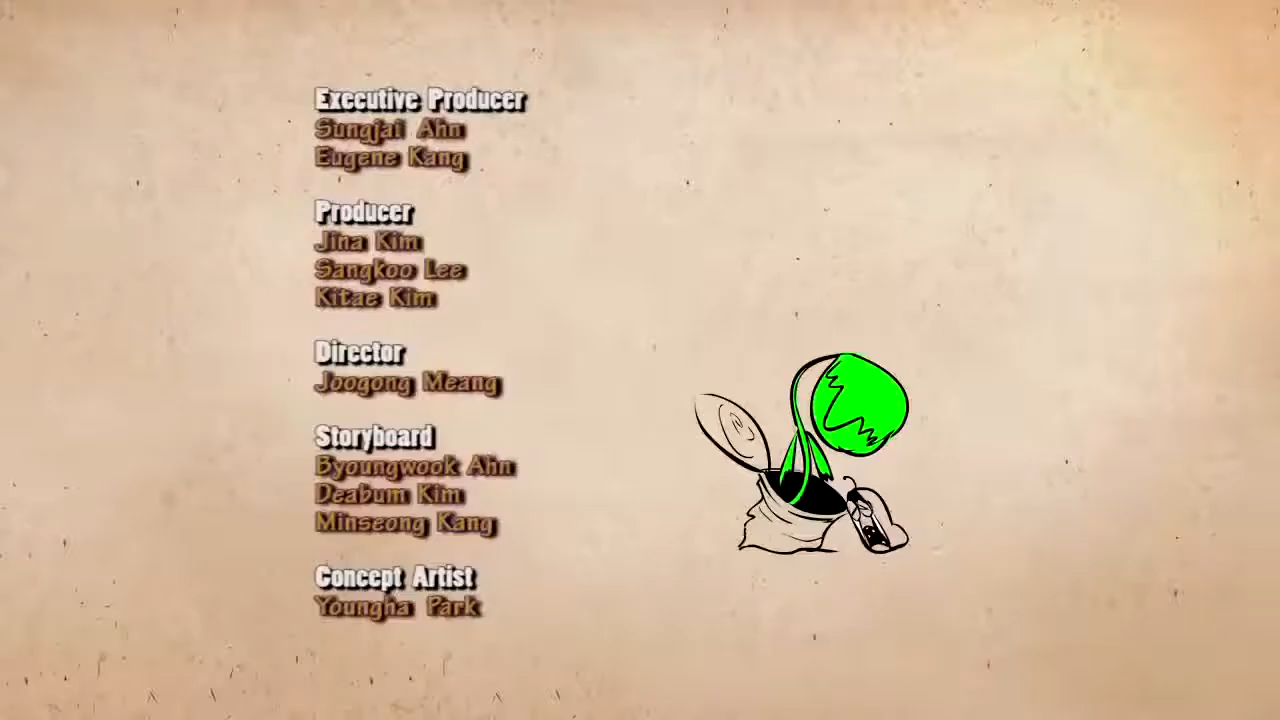 Executive Producer
Sungjai Ahn
Eugene Kang
Producer
Jina Kim
Sangkoo Lee
Kitae Kim
Director
Joogong Meang
Storyboard
Byoungwook Ahn
Deabum Kim
Minseong Kang
Concept Artist
Youngha Park